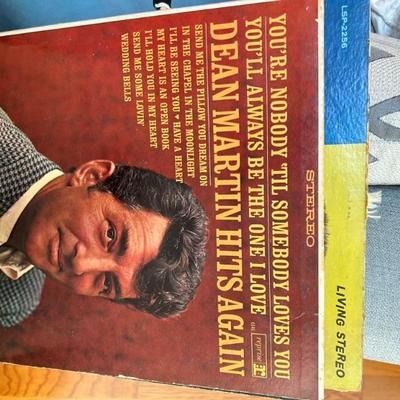 STEREO
YOU'RE NOBODY 'TIL SOMEBODY LOVES YOU
YOU'LL ALWAYS BE THE ONE I LOVE
DEAN MARTIN HITS AGAIN
on reprise
SEND ME THE PILLOW YOU DREAM ON
IN THE CHAPEL IN THE MOONLIGHT
I'LL BE SEEING YOU • HAVE A HEART
MY HEART IS AN OPEN BOOK
I'LL HOLD YOU IN MY HEART
SEND ME SOME LOVIN'
WEDDING BELLS
LSP-2256
LIVING STEREO